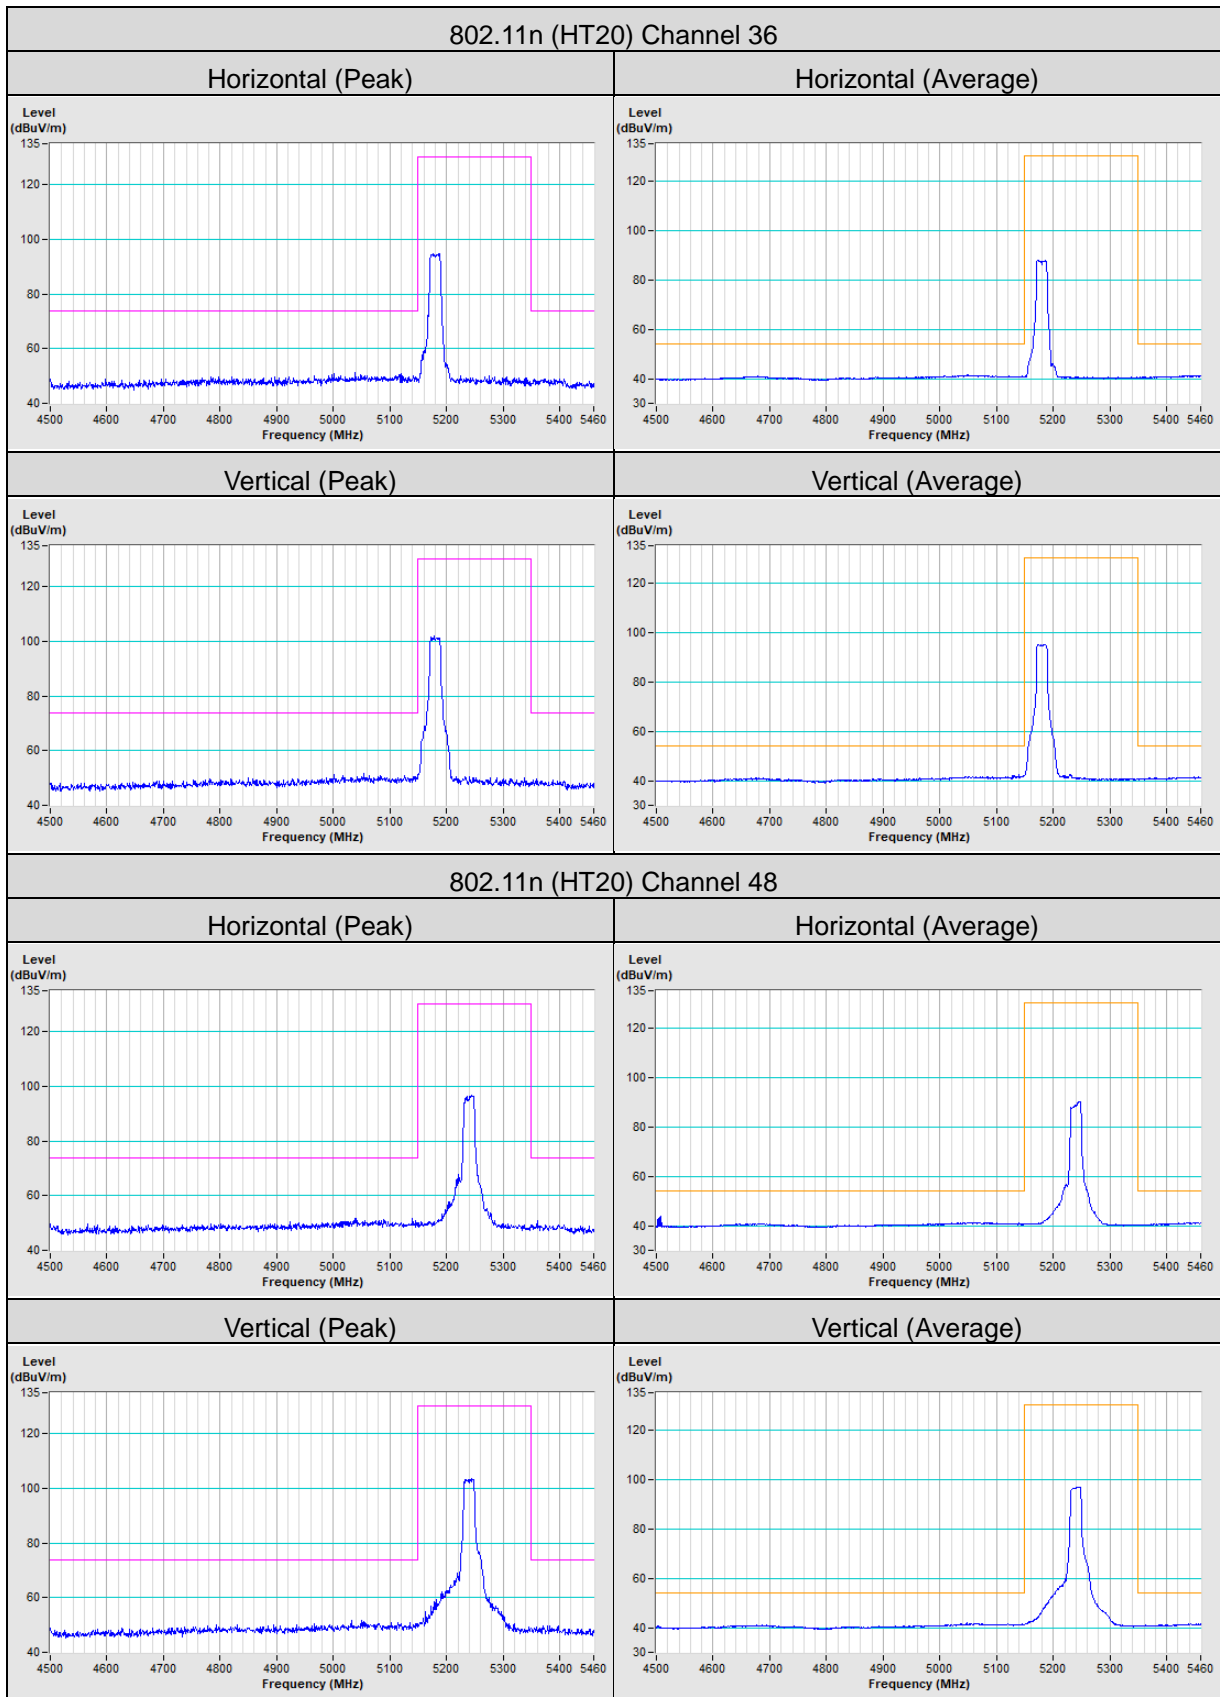 802.11n (HT20) Channel 36
Horizontal (Peak)
Horizontal (Average)
Level
(dBuV/m)
135
120
100
80
60
40
4500 4600 4700 4800 4900 5000 5100 5200 5300 5400 5460
Frequency (MHz)
Level
(dBuV/m)
135
120
100
80
60
40
30
4500 4600 4700 4800 4900 5000 5100 5200 5300 5400 5460
Frequency (MHz)
Vertical (Peak)
Vertical (Average)
Level
(dBuV/m)
135
120
100
80
60
40
4500 4600 4700 4800 4900 5000 5100 5200 5300 5400 5460
Frequency (MHz)
Level
(dBuV/m)
135
120
100
80
60
40
30
4500 4600 4700 4800 4900 5000 5100 5200 5300 5400 5460
Frequency (MHz)
802.11n (HT20) Channel 48
Horizontal (Peak)
Horizontal (Average)
Level
(dBuV/m)
135
120
100
80
60
40
4500 4600 4700 4800 4900 5000 5100 5200 5300 5400 5460
Frequency (MHz)
Level
(dBuV/m)
135
120
100
80
60
40
30
4500 4600 4700 4800 4900 5000 5100 5200 5300 5400 5460
Frequency (MHz)
Vertical (Peak)
Vertical (Average)
Level
(dBuV/m)
135
120
100
80
60
40
4500 4600 4700 4800 4900 5000 5100 5200 5300 5400 5460
Frequency (MHz)
Level
(dBuV/m)
135
120
100
80
60
40
30
4500 4600 4700 4800 4900 5000 5100 5200 5300 5400 5460
Frequency (MHz)